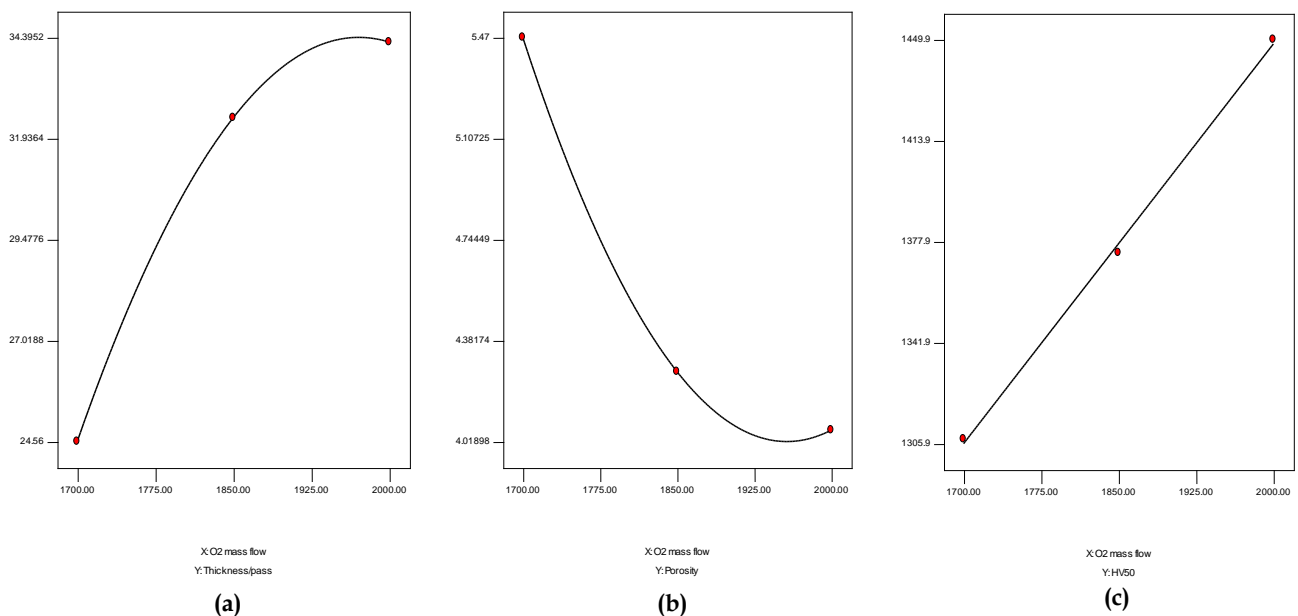 34.3952
31.9364
29.4776
27.0188
24.56
1700.00 1775.00 1850.00 1925.00 2000.00
X: O2 mass flow
Y: Thickness/pass
(a)
5.47
5.10725
4.74449
4.38174
4.01898
1700.00 1775.00 1850.00 1925.00 2000.00
X: O2 mass flow
Y: Porosity
(b)
1449.9
1413.9
1377.9
1341.9
1305.9
1700.00 1775.00 1850.00 1925.00 2000.00
X: O2 mass flow
Y: HV50
(c)